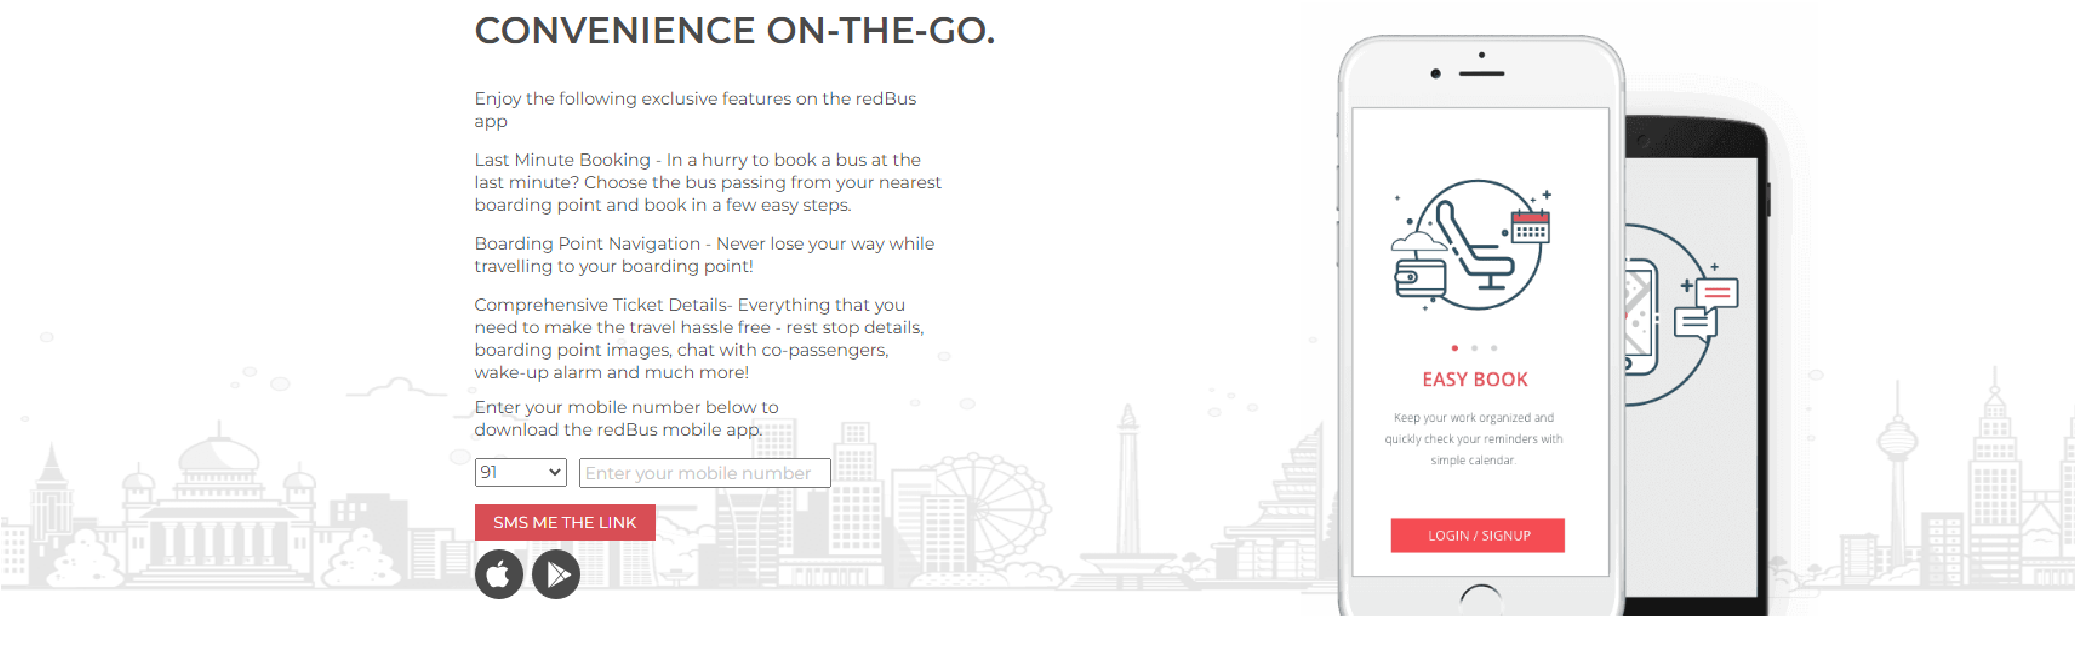 CONVENIENCE ON-THE-GO.
Enjoy the following exclusive features on the redBus
app
Last Minute Booking - In a hurry to book a bus at the
last minute? Choose the bus passing from your nearest
boarding point and book in a few easy steps.
Boarding Point Navigation - Never lose your way while
travelling to your boarding point!
Comprehensive Ticket Details- Everything that you
need to make the travel hassle free - rest stop details,
boarding point images, chat with co-passengers,
wake-up alarm and much more!
Enter your mobile number below to
download the redBus mobile app.
91
Enter your mobile number
SMS ME THE LINK
EASY BOOK
Keep your work organized and
quickly check your reminders with
simple calendar.
LOGIN / SIGNUP